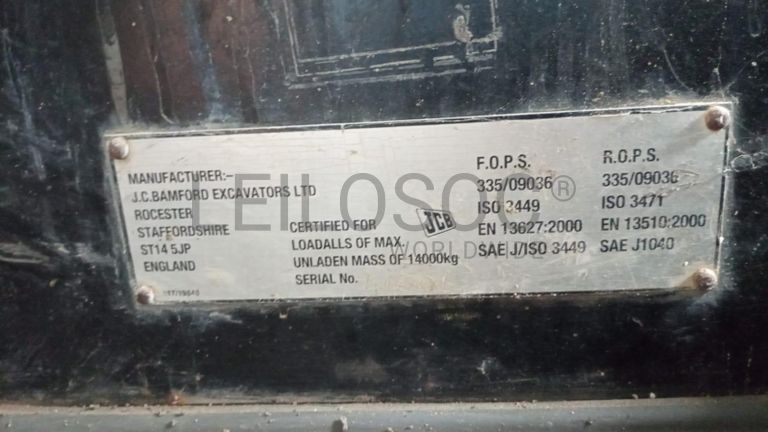 MANUFACTURER:-
J.C.BAMFORD EXCAVATORS LTD
ROCESTER
STAFFORDSHIRE
ST14 5JP
ENGLAND
CERTIFIED FOR
LOADALLS OF MAX.
UNLADEN MASS OF 14000kg
SERIAL No.
JCB
F.O.P.S.
335/09036
ISO 3449
EN 13627:2000
SAE J/ISO 3449
R.O.P.S.
335/09036
ISO 3471
EN 13510:2000
SAE J1040
LEILOSOC®
WORLDWIDE